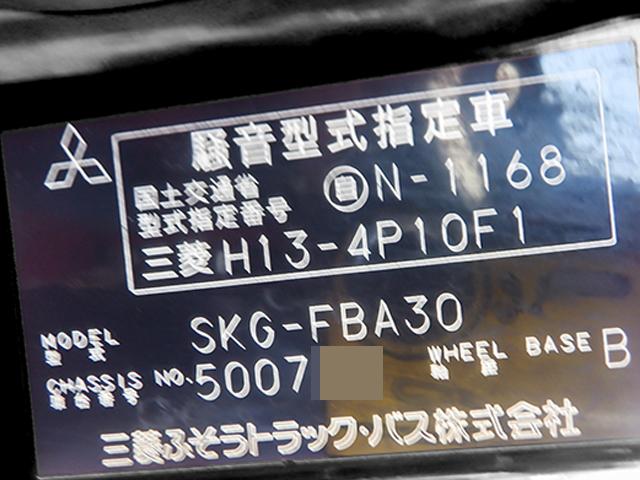 騒音型式指定車
国土交通省
型式指定番号 自N-1168
三菱H13-4P10F1
MODEL SKG-FBA30
型式
CHASSIS NO. 5007 WHEEL BASE B
車台番号 軸距
三菱ふそうトラック・バス株式会社